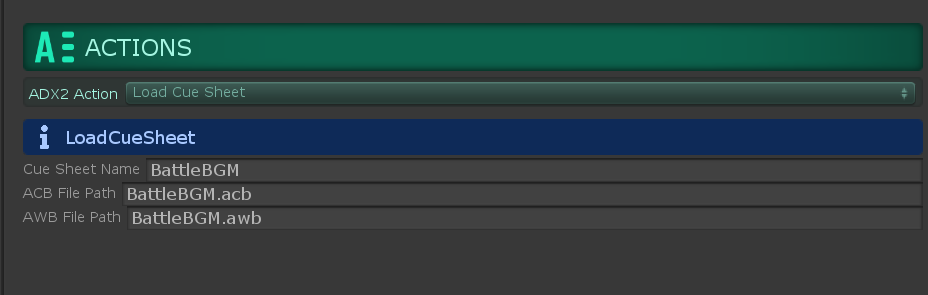 ACTIONS
ADX2 Action Load Cue Sheet
LoadCueSheet
Cue Sheet Name BattleBGM
ACB File Path BattleBGM.acb
AWB File Path BattleBGM.awb